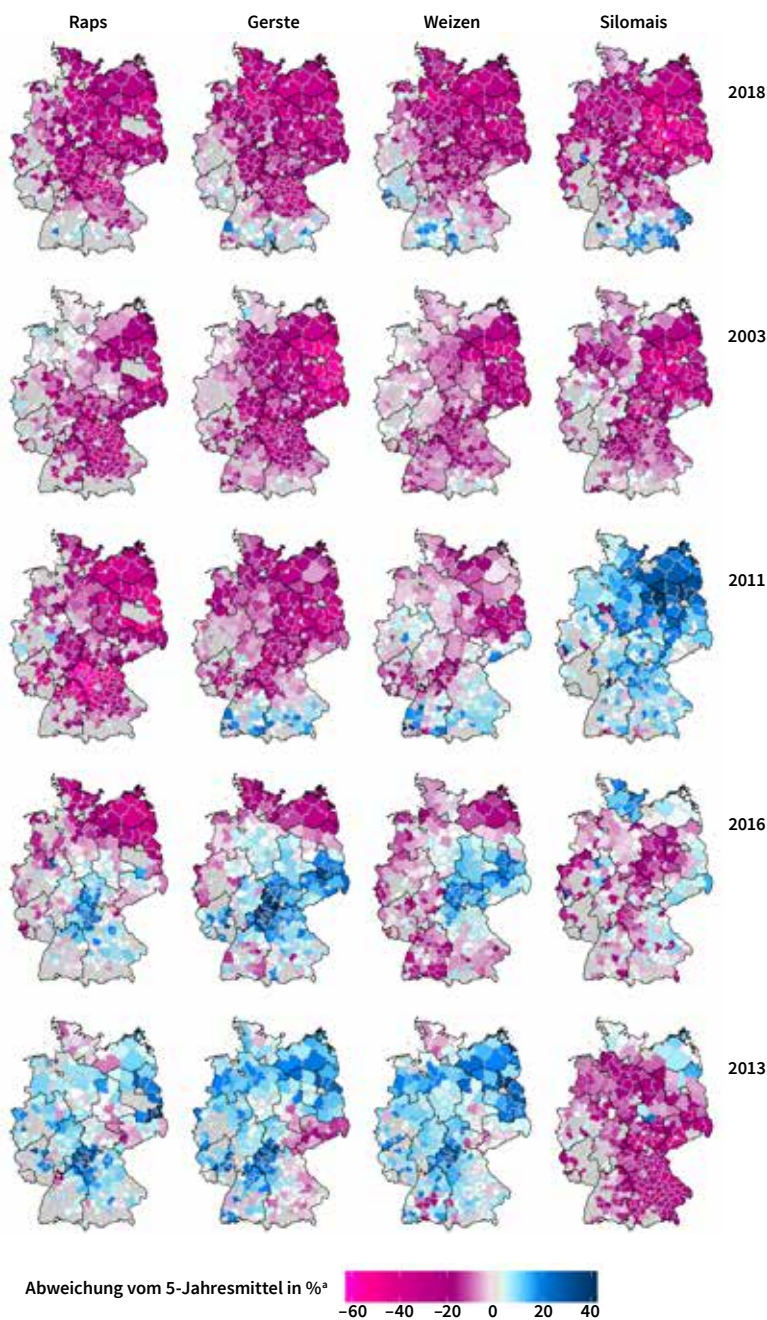 Raps Gerste Weizen Silomais
2018
2003
2011
2016
2013
Abweichung vom 5-Jahresmittel in %ᵃ
–60 –40 –20 0 20 40